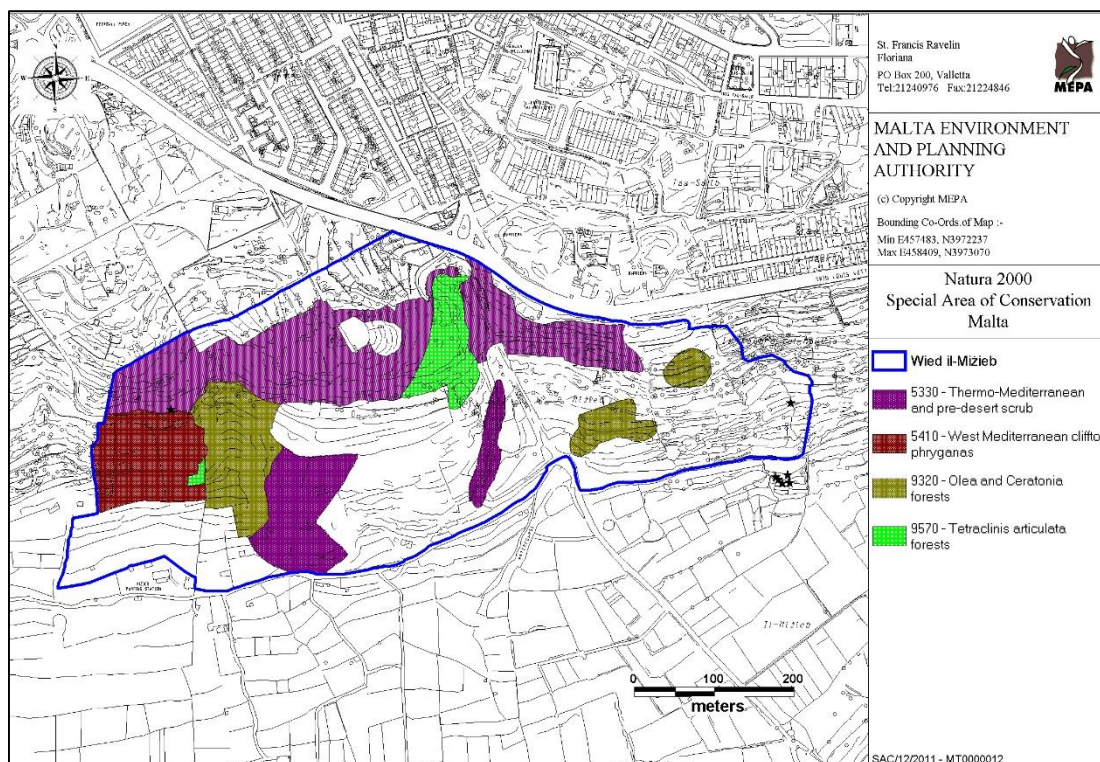 St. Francis Ravelin
Floriana
PO Box 200, Valletta
Tel:21240976 Fax:21224846
MEPA
MALTA ENVIRONMENT
AND PLANNING
AUTHORITY
(c) Copyright MEPA
Bounding Co-Ords.of Map :-
Min E457483, N3972237
Max E458409, N3973070
Natura 2000
Special Area of Conservation
Malta
Wied il-Miżieb
5330 - Thermo-Mediterranean
and pre-desert scrub
5410 - West Mediterranean cliffto
phryganas
9320 - Olea and Ceratonia
forests
9570 - Tetraclinis articulata
forests
SAC/12/2011 - MT0000012
N
W
E
S
Il-Miżieb
0 100 200
meters